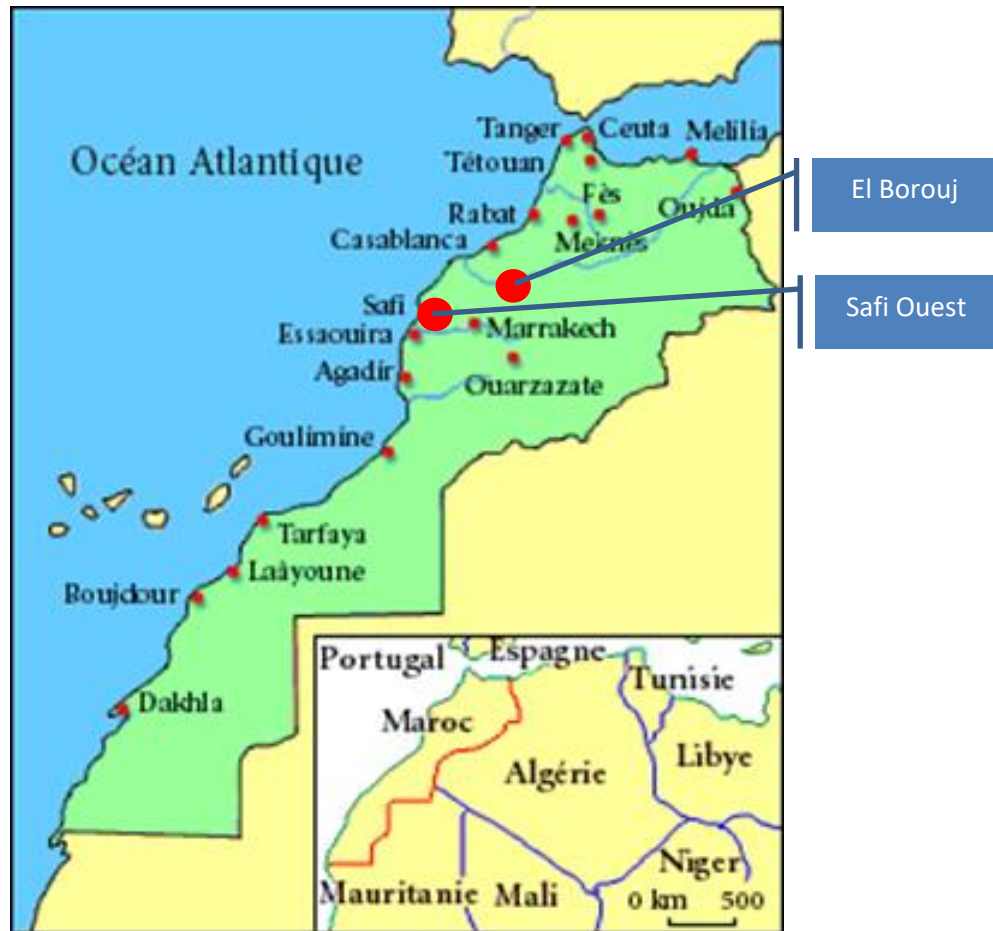 Océan Atlantique
Tanger
Ceuta
Melilia
Tétouan
Fès
Oujda
Rabat
Meknès
Casablanca
El Borouj
Safi
Safi Ouest
Essaouira
Marrakech
Agadir
Ouarzazate
Goulimine
Tarfaya
Laâyoune
Boujdour
Dakhla
Portugal
Espagne
Tunisie
Maroc
Algérie
Libye
Niger
Mauritanie
Mali
0 km 500